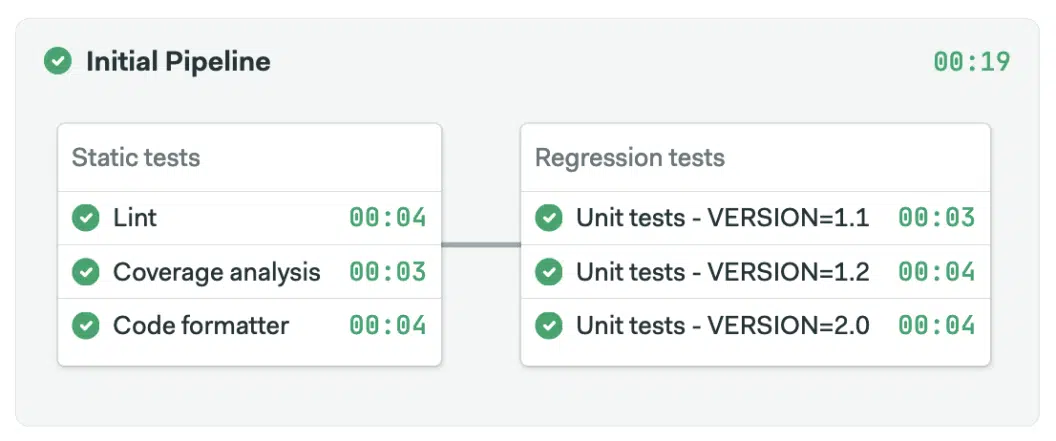 Initial Pipeline 00:19
Static tests
Lint 00:04
Coverage analysis 00:03
Code formatter 00:04
Regression tests
Unit tests - VERSION=1.1 00:03
Unit tests - VERSION=1.2 00:04
Unit tests - VERSION=2.0 00:04